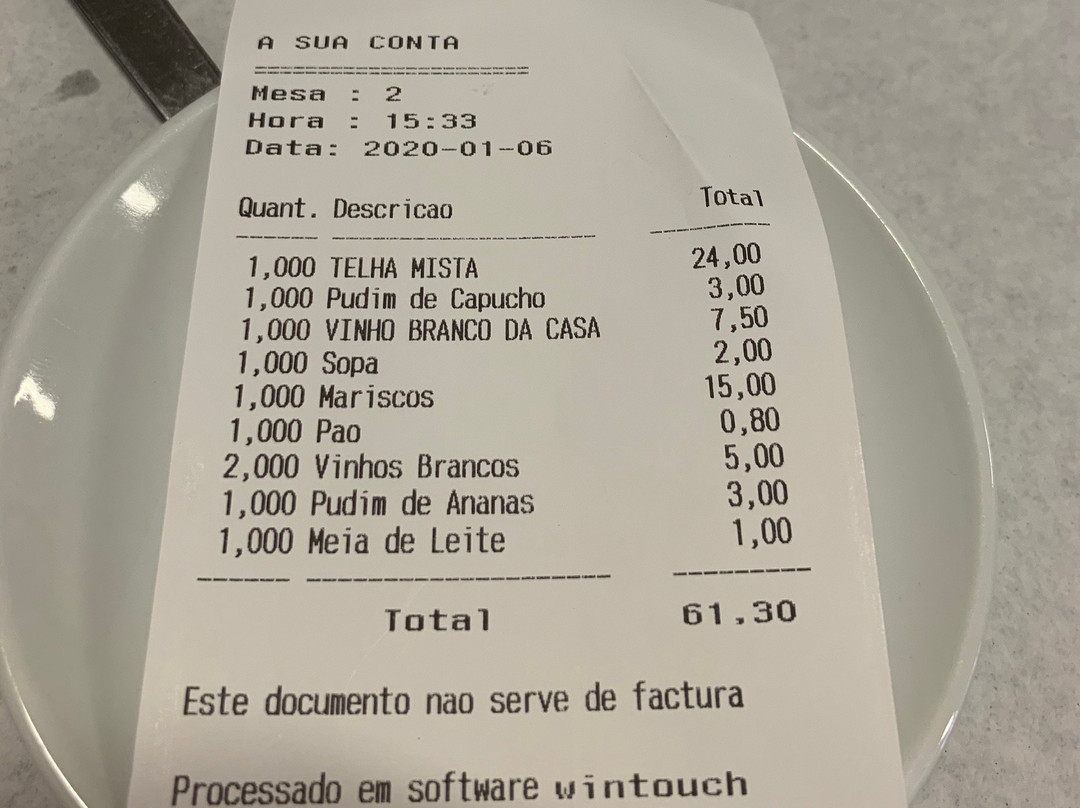 A SUA CONTA
Mesa : 2
Hora : 15:33
Data: 2020-01-06
Quant. Descricao Total
1,000 TELHA MISTA 24,00
1,000 Pudim de Capucho 3,00
1,000 VINHO BRANCO DA CASA 7,50
1,000 Sopa 2,00
1,000 Mariscos 15,00
1,000 Pao 0,80
2,000 Vinhos Brancos 5,00
1,000 Pudim de Ananas 3,00
1,000 Meia de Leite 1,00
Total 61,30
Este documento nao serve de factura
Processado em software wintouch